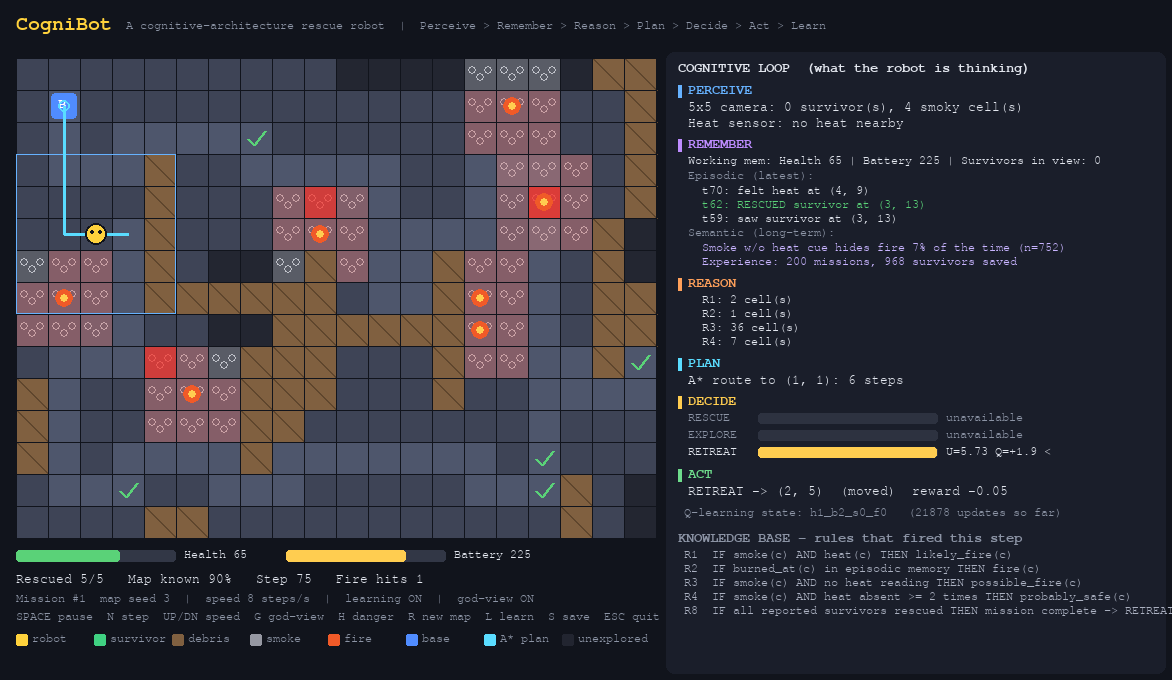 CogniBot A cognitive-architecture rescue robot | Perceive > Remember > Reason > Plan > Decide > Act > Learn
COGNITIVE LOOP (what the robot is thinking)
PERCEIVE
5x5 camera: 0 survivor(s), 4 smoky cell(s)
Heat sensor: no heat nearby
REMEMBER
Working mem: Health 65 | Battery 225 | Survivors in view: 0
Episodic (latest):
t70: felt heat at (4, 9)
t62: RESCUED survivor at (3, 13)
t59: saw survivor at (3, 13)
Semantic (long-term):
Smoke w/o heat cue hides fire 7% of the time (n=752)
Experience: 200 missions, 968 survivors saved
REASON
R1: 2 cell(s)
R2: 1 cell(s)
R3: 36 cell(s)
R4: 7 cell(s)
PLAN
A* route to (1, 1): 6 steps
DECIDE
RESCUE unavailable
EXPLORE unavailable
RETREAT U=5.73 Q=+1.9 <
ACT
RETREAT -> (2, 5) (moved) reward -0.05
Q-learning state: h1_b2_s0_f0 (21878 updates so far)
KNOWLEDGE BASE - rules that fired this step
R1 IF smoke(c) AND heat(c) THEN likely_fire(c)
R2 IF burned_at(c) in episodic memory THEN fire(c)
R3 IF smoke(c) AND no heat reading THEN possible_fire(c)
R4 IF smoke(c) AND heat absent >= 2 times THEN probably_safe(c)
R8 IF all reported survivors rescued THEN mission complete -> RETREAT
Health 65 Battery 225
Rescued 5/5 Map known 90% Step 75 Fire hits 1
Mission #1 map seed 3 | speed 8 steps/s | learning ON | god-view ON
SPACE pause N step UP/DN speed G god-view H danger R new map L learn S save ESC quit
robot survivor debris smoke fire base A* plan unexplored